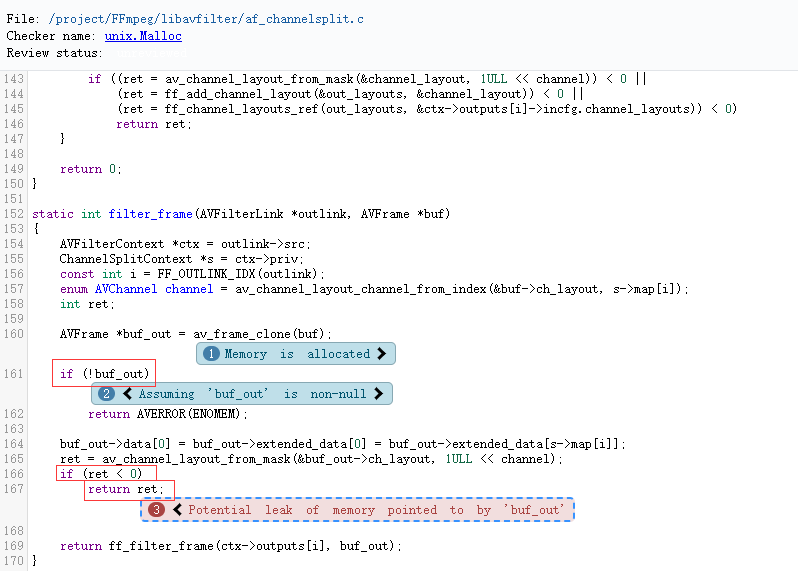 File: /project/FFmpeg/libavfilter/af_channelsplit.c
Checker name: unix.Malloc
Review status:
143 if ((ret = av_channel_layout_from_mask(&channel_layout, 1ULL << channel)) < 0 ||
144 (ret = ff_add_channel_layout(&out_layouts, &channel_layout)) < 0 ||
145 (ret = ff_channel_layouts_ref(out_layouts, &ctx->outputs[i]->incfg.channel_layouts)) < 0)
146 return ret;
147 }
148
149 return 0;
150 }
151
152 static int filter_frame(AVFilterLink *outlink, AVFrame *buf)
153 {
154 AVFilterContext *ctx = outlink->src;
155 ChannelSplitContext *s = ctx->priv;
156 const int i = FF_OUTLINK_IDX(outlink);
157 enum AVChannel channel = av_channel_layout_channel_from_index(&buf->ch_layout, s->map[i]);
158 int ret;
159
160 AVFrame *buf_out = av_frame_clone(buf);
1 Memory is allocated
161 if (!buf_out)
2 Assuming 'buf_out' is non-null
162 return AVERROR(ENOMEM);
163
164 buf_out->data[0] = buf_out->extended_data[0] = buf_out->extended_data[s->map[i]];
165 ret = av_channel_layout_from_mask(&buf_out->ch_layout, 1ULL << channel);
166 if (ret < 0)
167 return ret;
3 Potential leak of memory pointed to by 'buf_out'
168
169 return ff_filter_frame(ctx->outputs[i], buf_out);
170 }